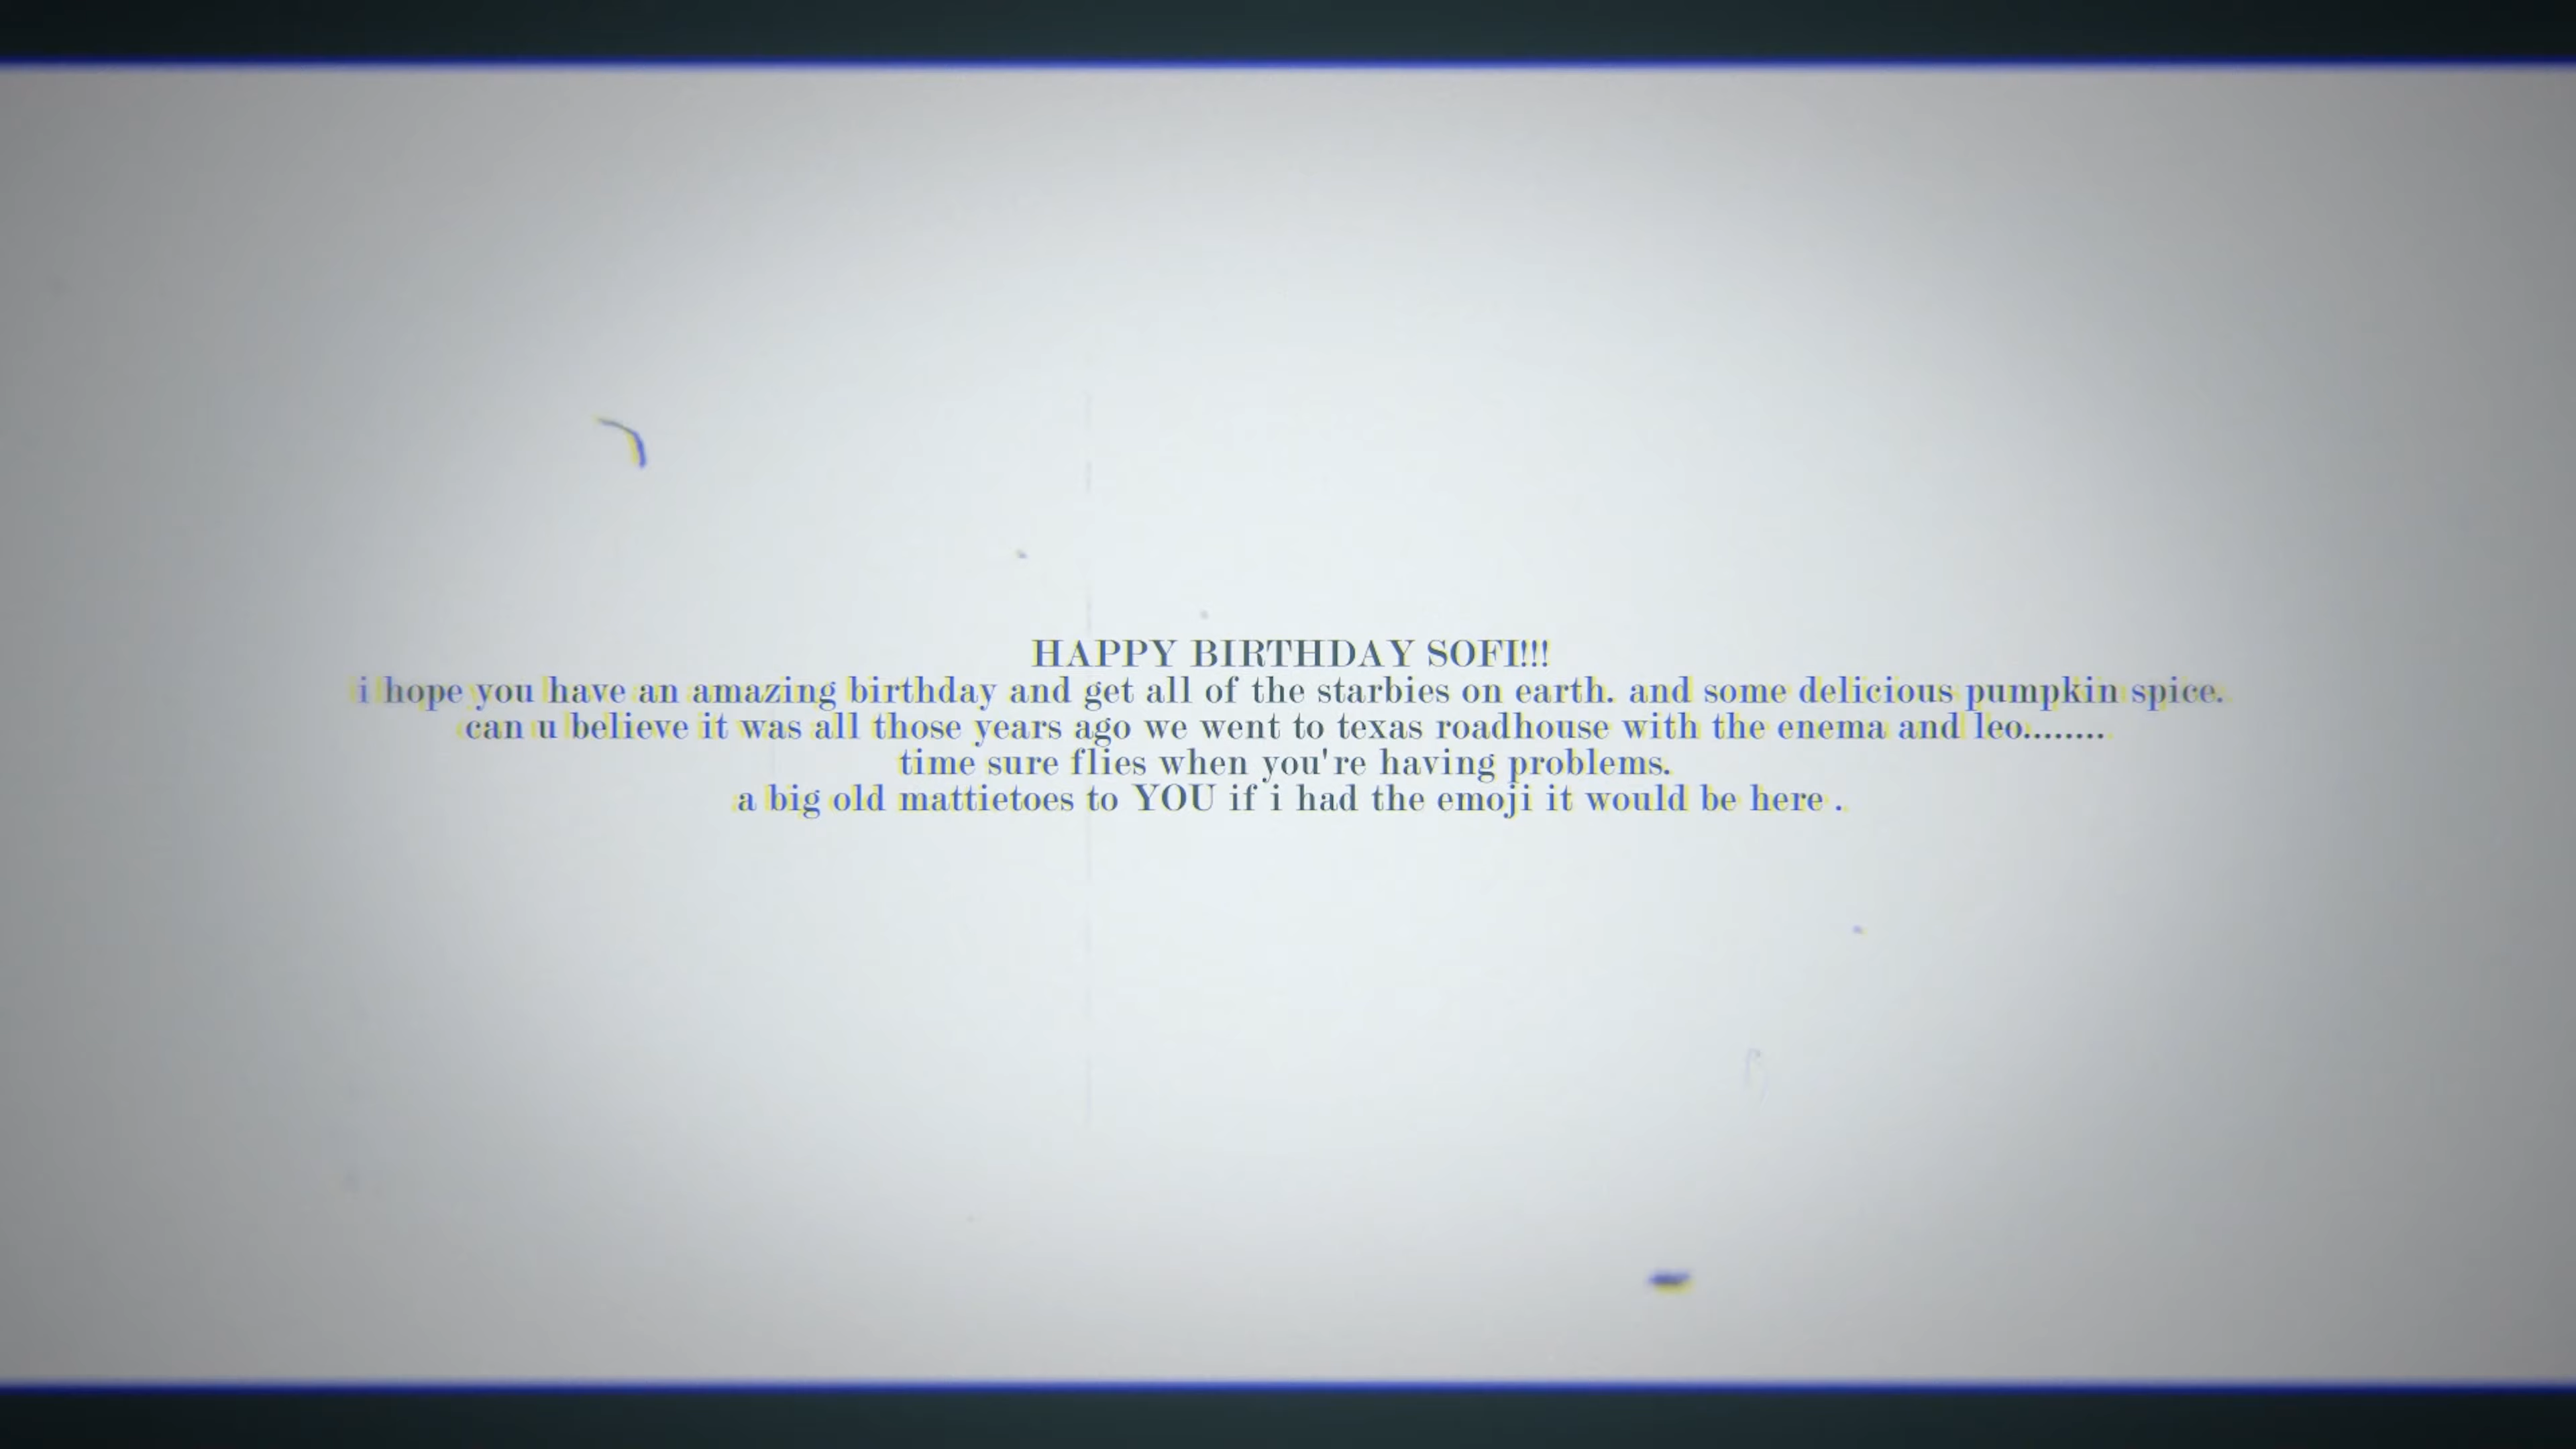 HAPPY BIRTHDAY SOFI!!!
i hope you have an amazing birthday and get all of the starbies on earth. and some delicious pumpkin spice.
can u believe it was all those years ago we went to texas roadhouse with the enema and leo........
time sure flies when you're having problems.
a big old mattietoes to YOU if i had the emoji it would be here .